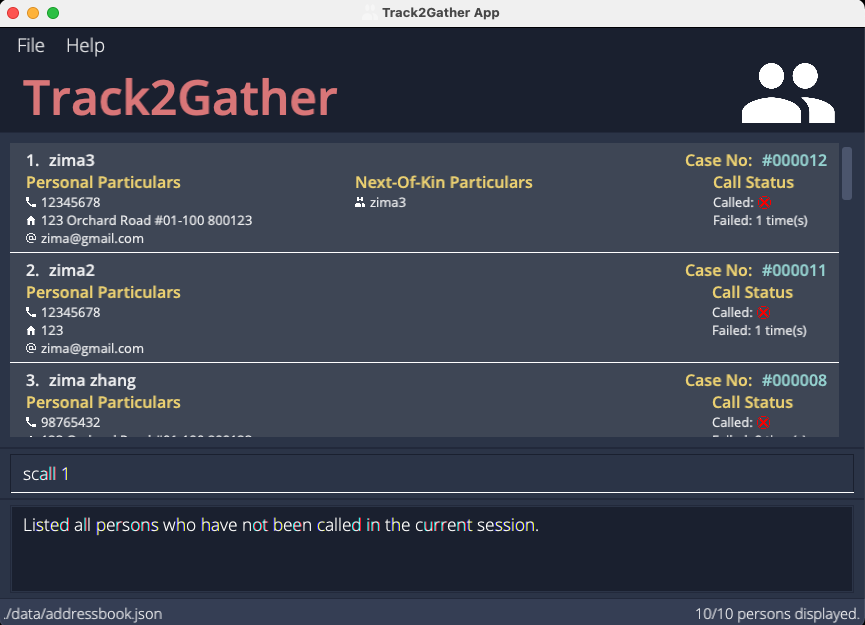 Track2Gather App
File Help
Track2Gather
1. zima3
Case No: #000012
Personal Particulars
Next-Of-Kin Particulars
Call Status
12345678
zima3
Called:
123 Orchard Road #01-100 800123
Failed: 1 time(s)
zima@gmail.com
2. zima2
Case No: #000011
Personal Particulars
Call Status
12345678
Called:
123
Failed: 1 time(s)
zima@gmail.com
3. zima zhang
Case No: #000008
Personal Particulars
Call Status
98765432
Called:
scall 1
Listed all persons who have not been called in the current session.
./data/addressbook.json
10/10 persons displayed.